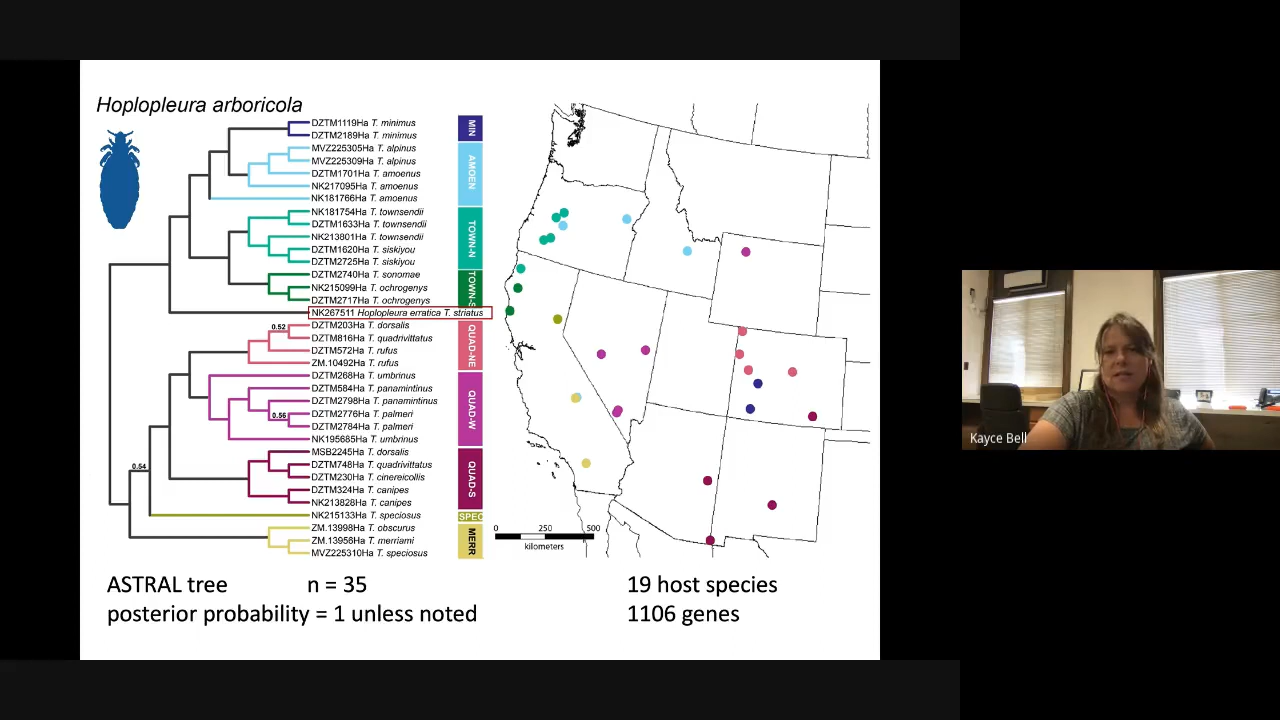 Hoplopleura arboricola
DZTM1119Ha T. minimus
DZTM2189Ha T. minimus
MVZ225305Ha T. alpinus
MVZ225309Ha T. alpinus
DZTM1701Ha T. amoenus
NK217095Ha T. amoenus
NK181766Ha T. amoenus
NK181754Ha T. townsendii
DZTM1633Ha T. townsendii
NK213801Ha T. townsendii
DZTM1620Ha T. siskiyou
DZTM2725Ha T. siskiyou
DZTM2740Ha T. sonomae
NK215099Ha T. ochrogenys
DZTM2717Ha T. ochrogenys
NK267511 Hoplopleura erratica T. striatus
DZTM203Ha T. dorsalis
DZTM816Ha T. quadrivittatus
DZTM572Ha T. rufus
ZM.10492Ha T. rufus
DZTM268Ha T. umbrinus
DZTM584Ha T. panamintinus
DZTM2798Ha T. panamintinus
DZTM2776Ha T. palmeri
DZTM2784Ha T. palmeri
NK195685Ha T. umbrinus
MSB2245Ha T. dorsalis
DZTM748Ha T. quadrivittatus
DZTM230Ha T. cinereicollis
DZTM324Ha T. canipes
NK213828Ha T. canipes
NK215133Ha T. speciosus
ZM.13998Ha T. obscurus
ZM.13956Ha T. merriami
MVZ225310Ha T. speciosus
0.52
0.56
0.54
MIN
AMOEN
TOWN-N
TOWN-S
QUAD-NE
QUAD-W
QUAD-S
SPEC
MERR
0 250 500
kilometers
ASTRAL tree n = 35
posterior probability = 1 unless noted
19 host species
1106 genes
Kayce Bell